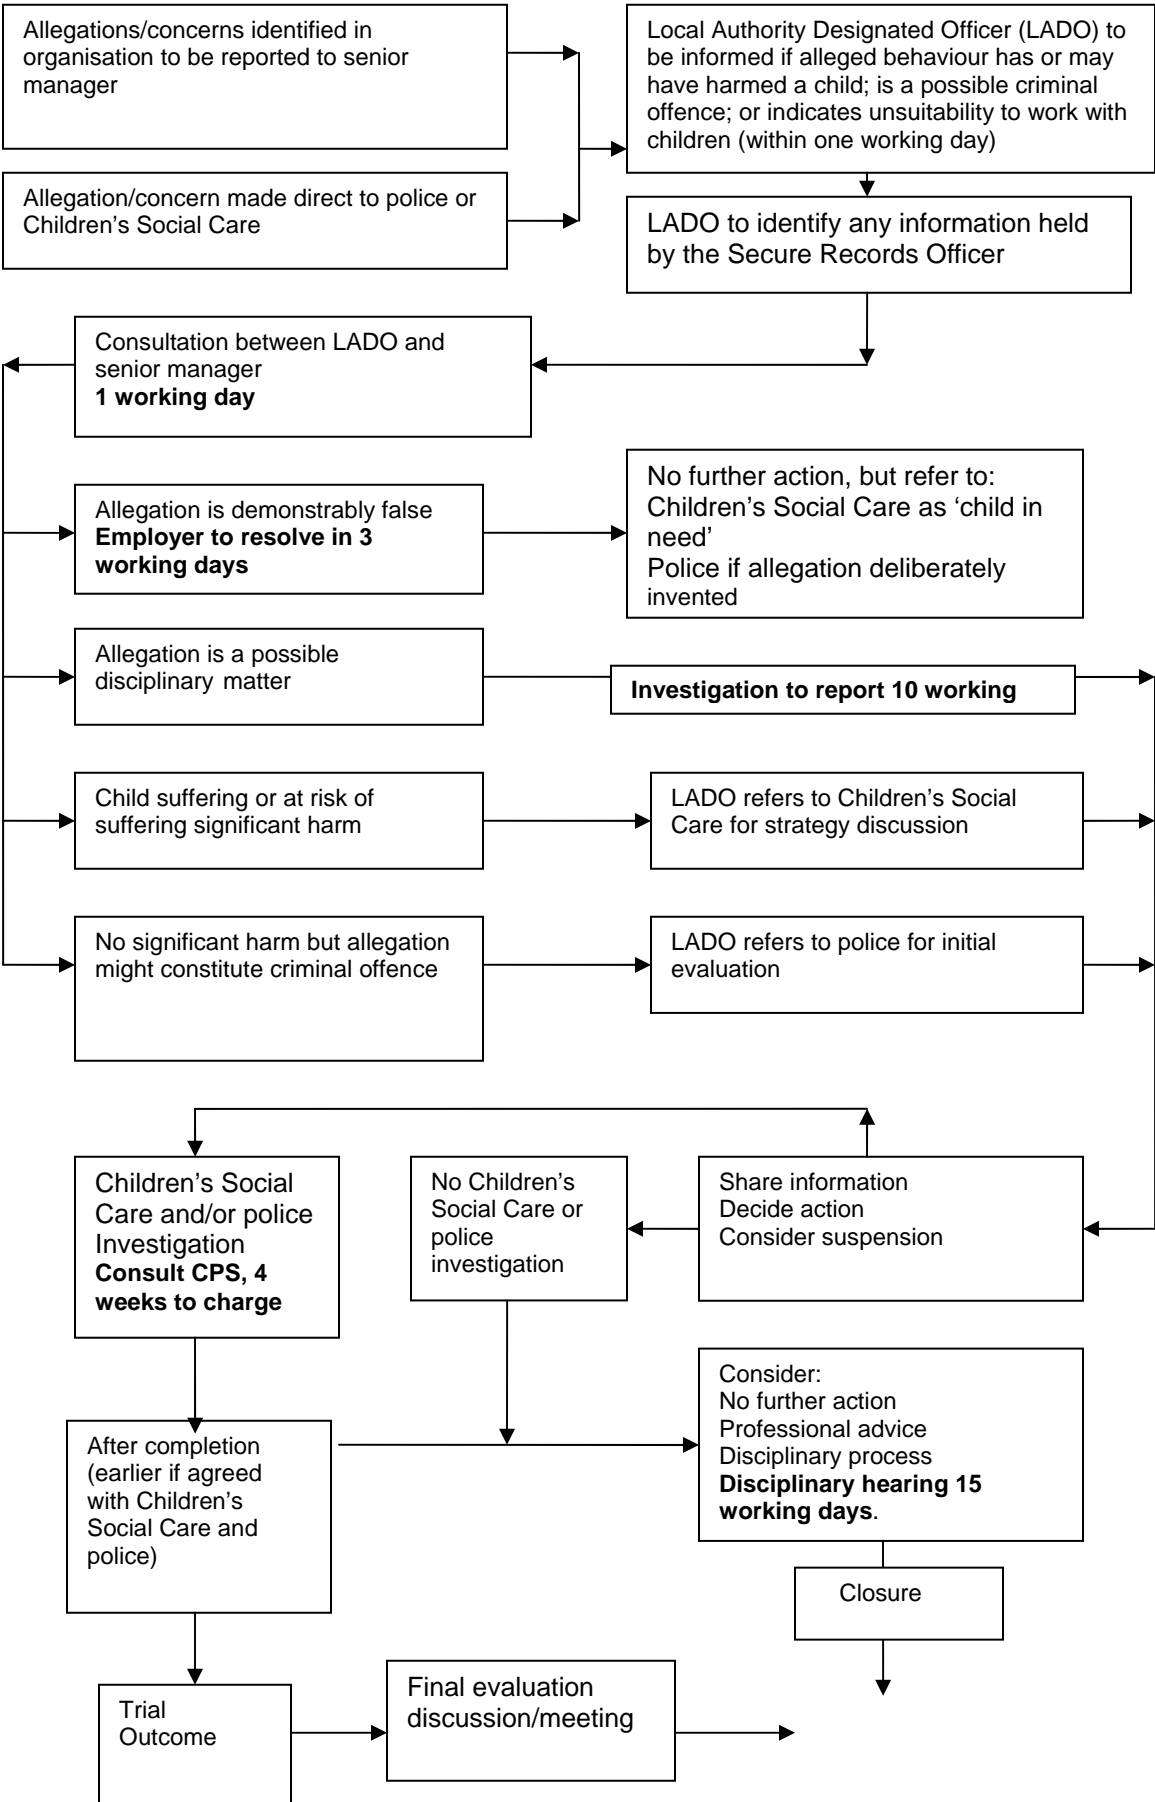 Allegations/concerns identified in
organisation to be reported to senior
manager
Local Authority Designated Officer (LADO) to
be informed if alleged behaviour has or may
have harmed a child; is a possible criminal
offence; or indicates unsuitability to work with
children (within one working day)
Allegation/concern made direct to police or
Children’s Social Care
LADO to identify any information held
by the Secure Records Officer
Consultation between LADO and
senior manager
1 working day
Allegation is demonstrably false
Employer to resolve in 3
working days
No further action, but refer to:
Children’s Social Care as ‘child in
need’
Police if allegation deliberately
invented
Allegation is a possible
disciplinary matter
Investigation to report 10 working
Child suffering or at risk of
suffering significant harm
LADO refers to Children’s Social
Care for strategy discussion
No significant harm but allegation
might constitute criminal offence
LADO refers to police for initial
evaluation
Children’s Social
Care and/or police
Investigation
Consult CPS, 4
weeks to charge
No Children’s
Social Care or
police
investigation
Share information
Decide action
Consider suspension
After completion
(earlier if agreed
with Children’s
Social Care and
police)
Consider:
No further action
Professional advice
Disciplinary process
Disciplinary hearing 15
working days.
Closure
Trial
Outcome
Final evaluation
discussion/meeting